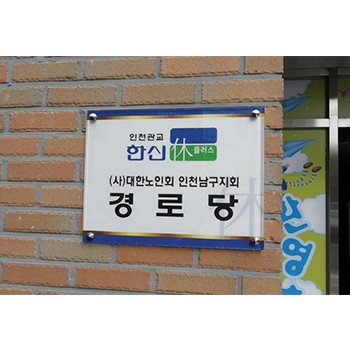 인천관교
한신 休 플러스
(사)대한노인회 인천남구지회
경로당